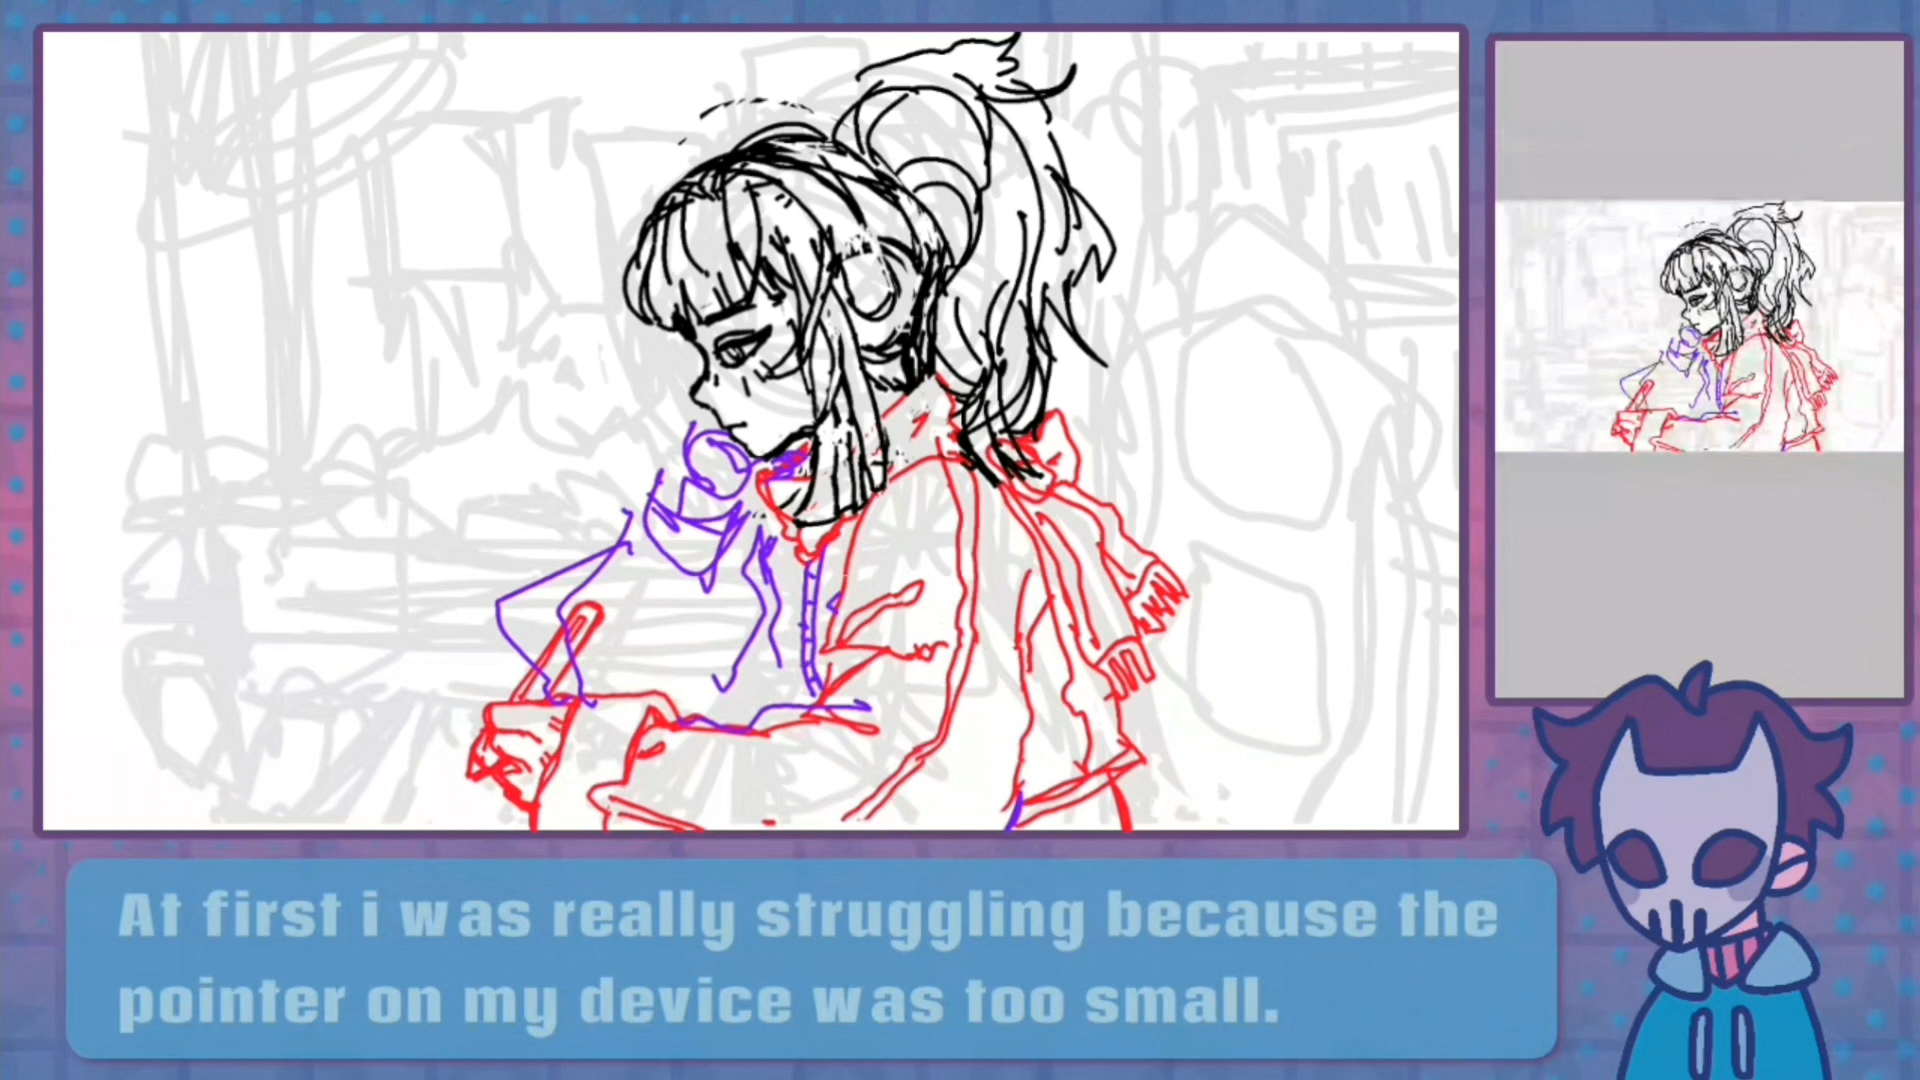 At first i was really struggling because the
pointer on my device was too small.